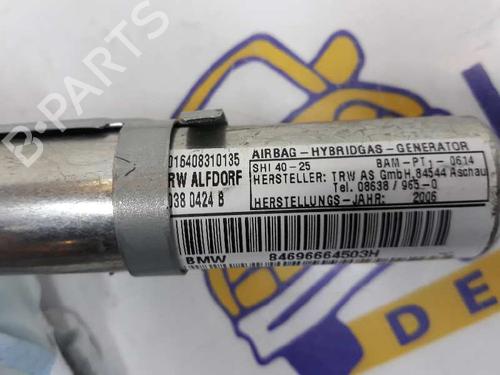 016408310135
RW ALFDORF
038 0424 B
AIRBAG - HYBRIDGAS - GENERATOR
SHI 40-25 BAM - PT1 - 0614
HERSTELLER: TRW AS GmbH, 84544 Aschau
Tel. 08638 / 965-0
HERSTELLUNGS-JAHR: 2006
BMW 84696664503H
DE